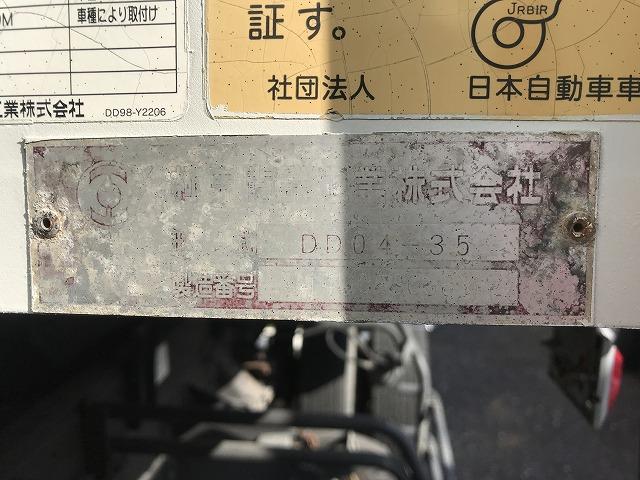 車種により取付け
工業株式会社
DD98-Y2206
証す。
JRBIR
社団法人
日本自動車車
業株式会社
DD04-35
製造番号